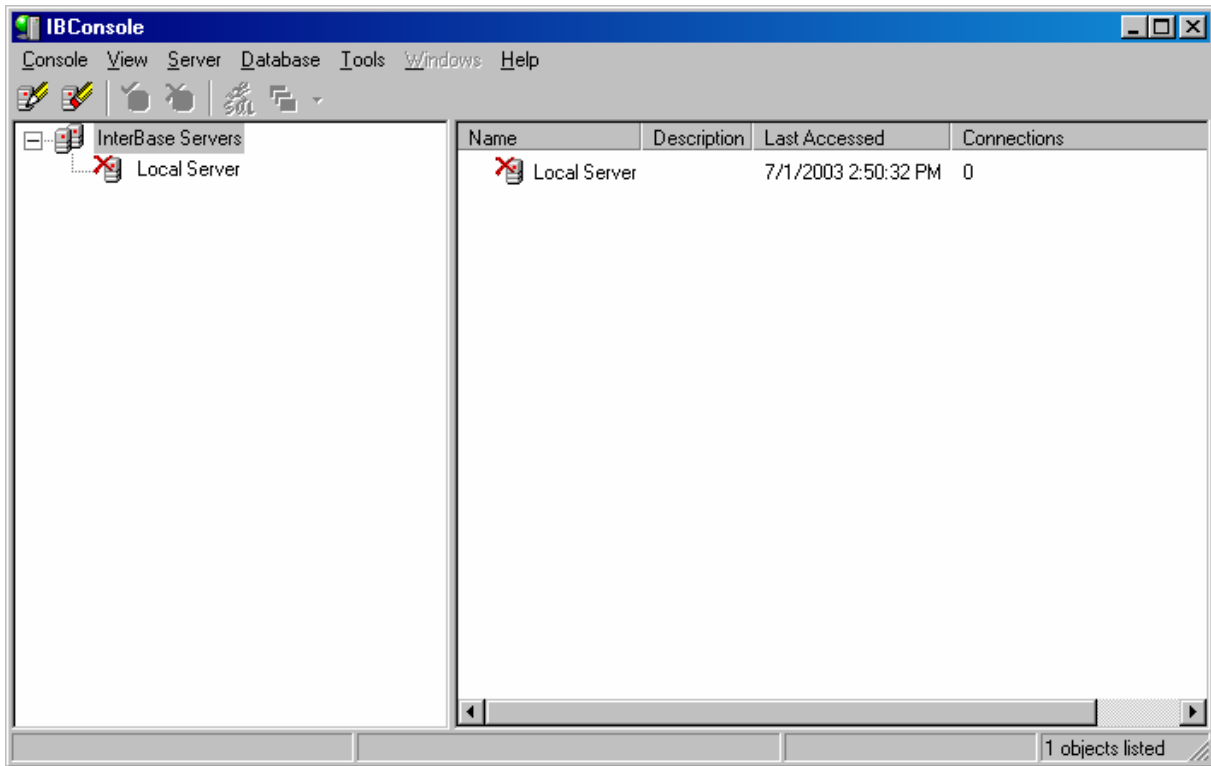 IBConsole
Console View Server Database Tools Windows Help
SQL
InterBase Servers
Local Server
Name Description Last Accessed Connections
Local Server 7/1/2003 2:50:32 PM 0
1 objects listed